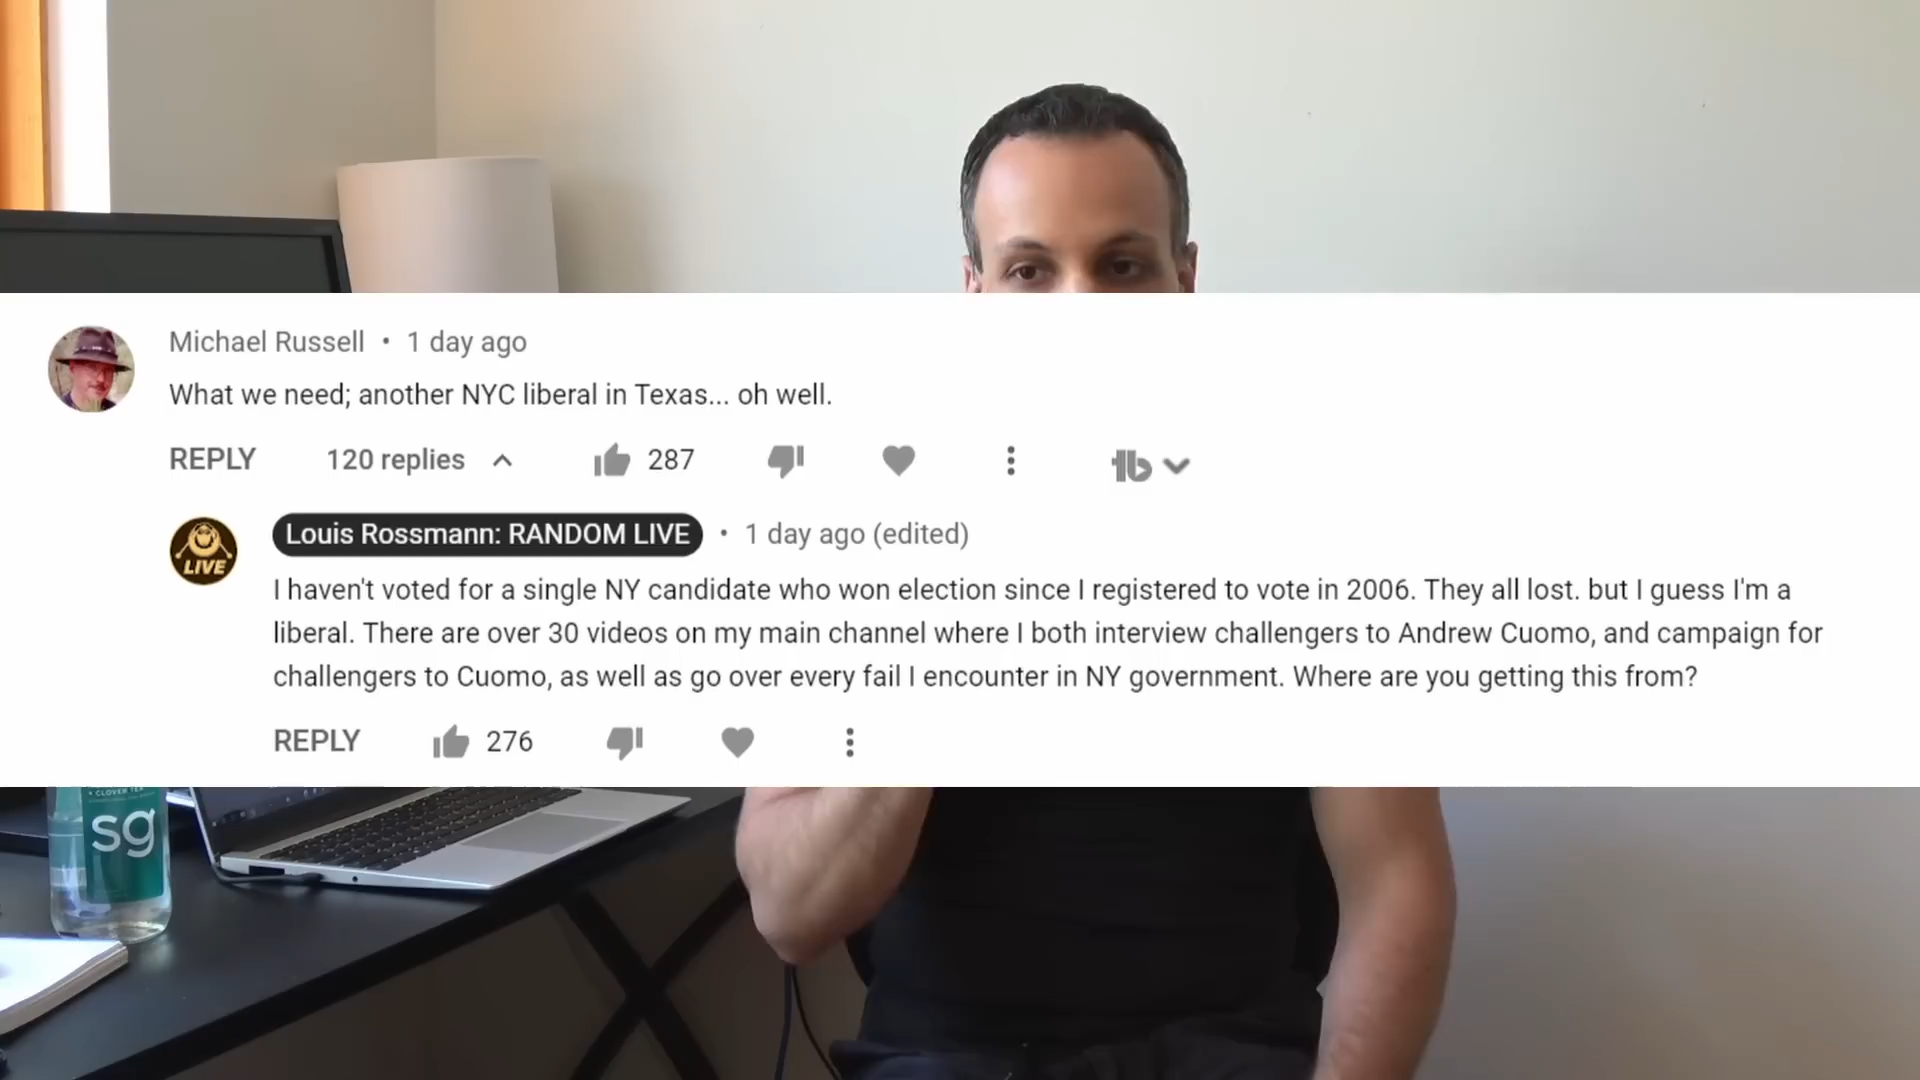 Michael Russell • 1 day ago
What we need; another NYC liberal in Texas... oh well.
REPLY 120 replies 287
Louis Rossmann: RANDOM LIVE • 1 day ago (edited)
LIVE
I haven't voted for a single NY candidate who won election since I registered to vote in 2006. They all lost. but I guess I'm a
liberal. There are over 30 videos on my main channel where I both interview challengers to Andrew Cuomo, and campaign for
challengers to Cuomo, as well as go over every fail I encounter in NY government. Where are you getting this from?
REPLY 276
+ CLOVER TEA
sg